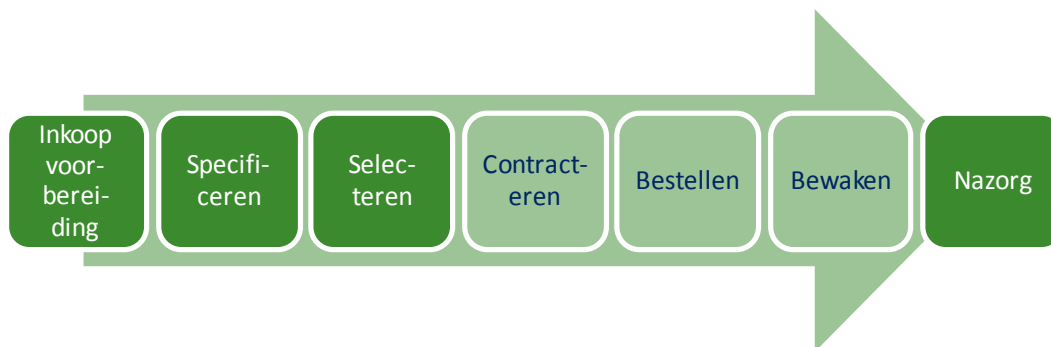 Inkoop
voor-
berei-
ding
Specifi-
ceren
Selec-
teren
Contract-
eren
Bestellen
Bewaken
Nazorg